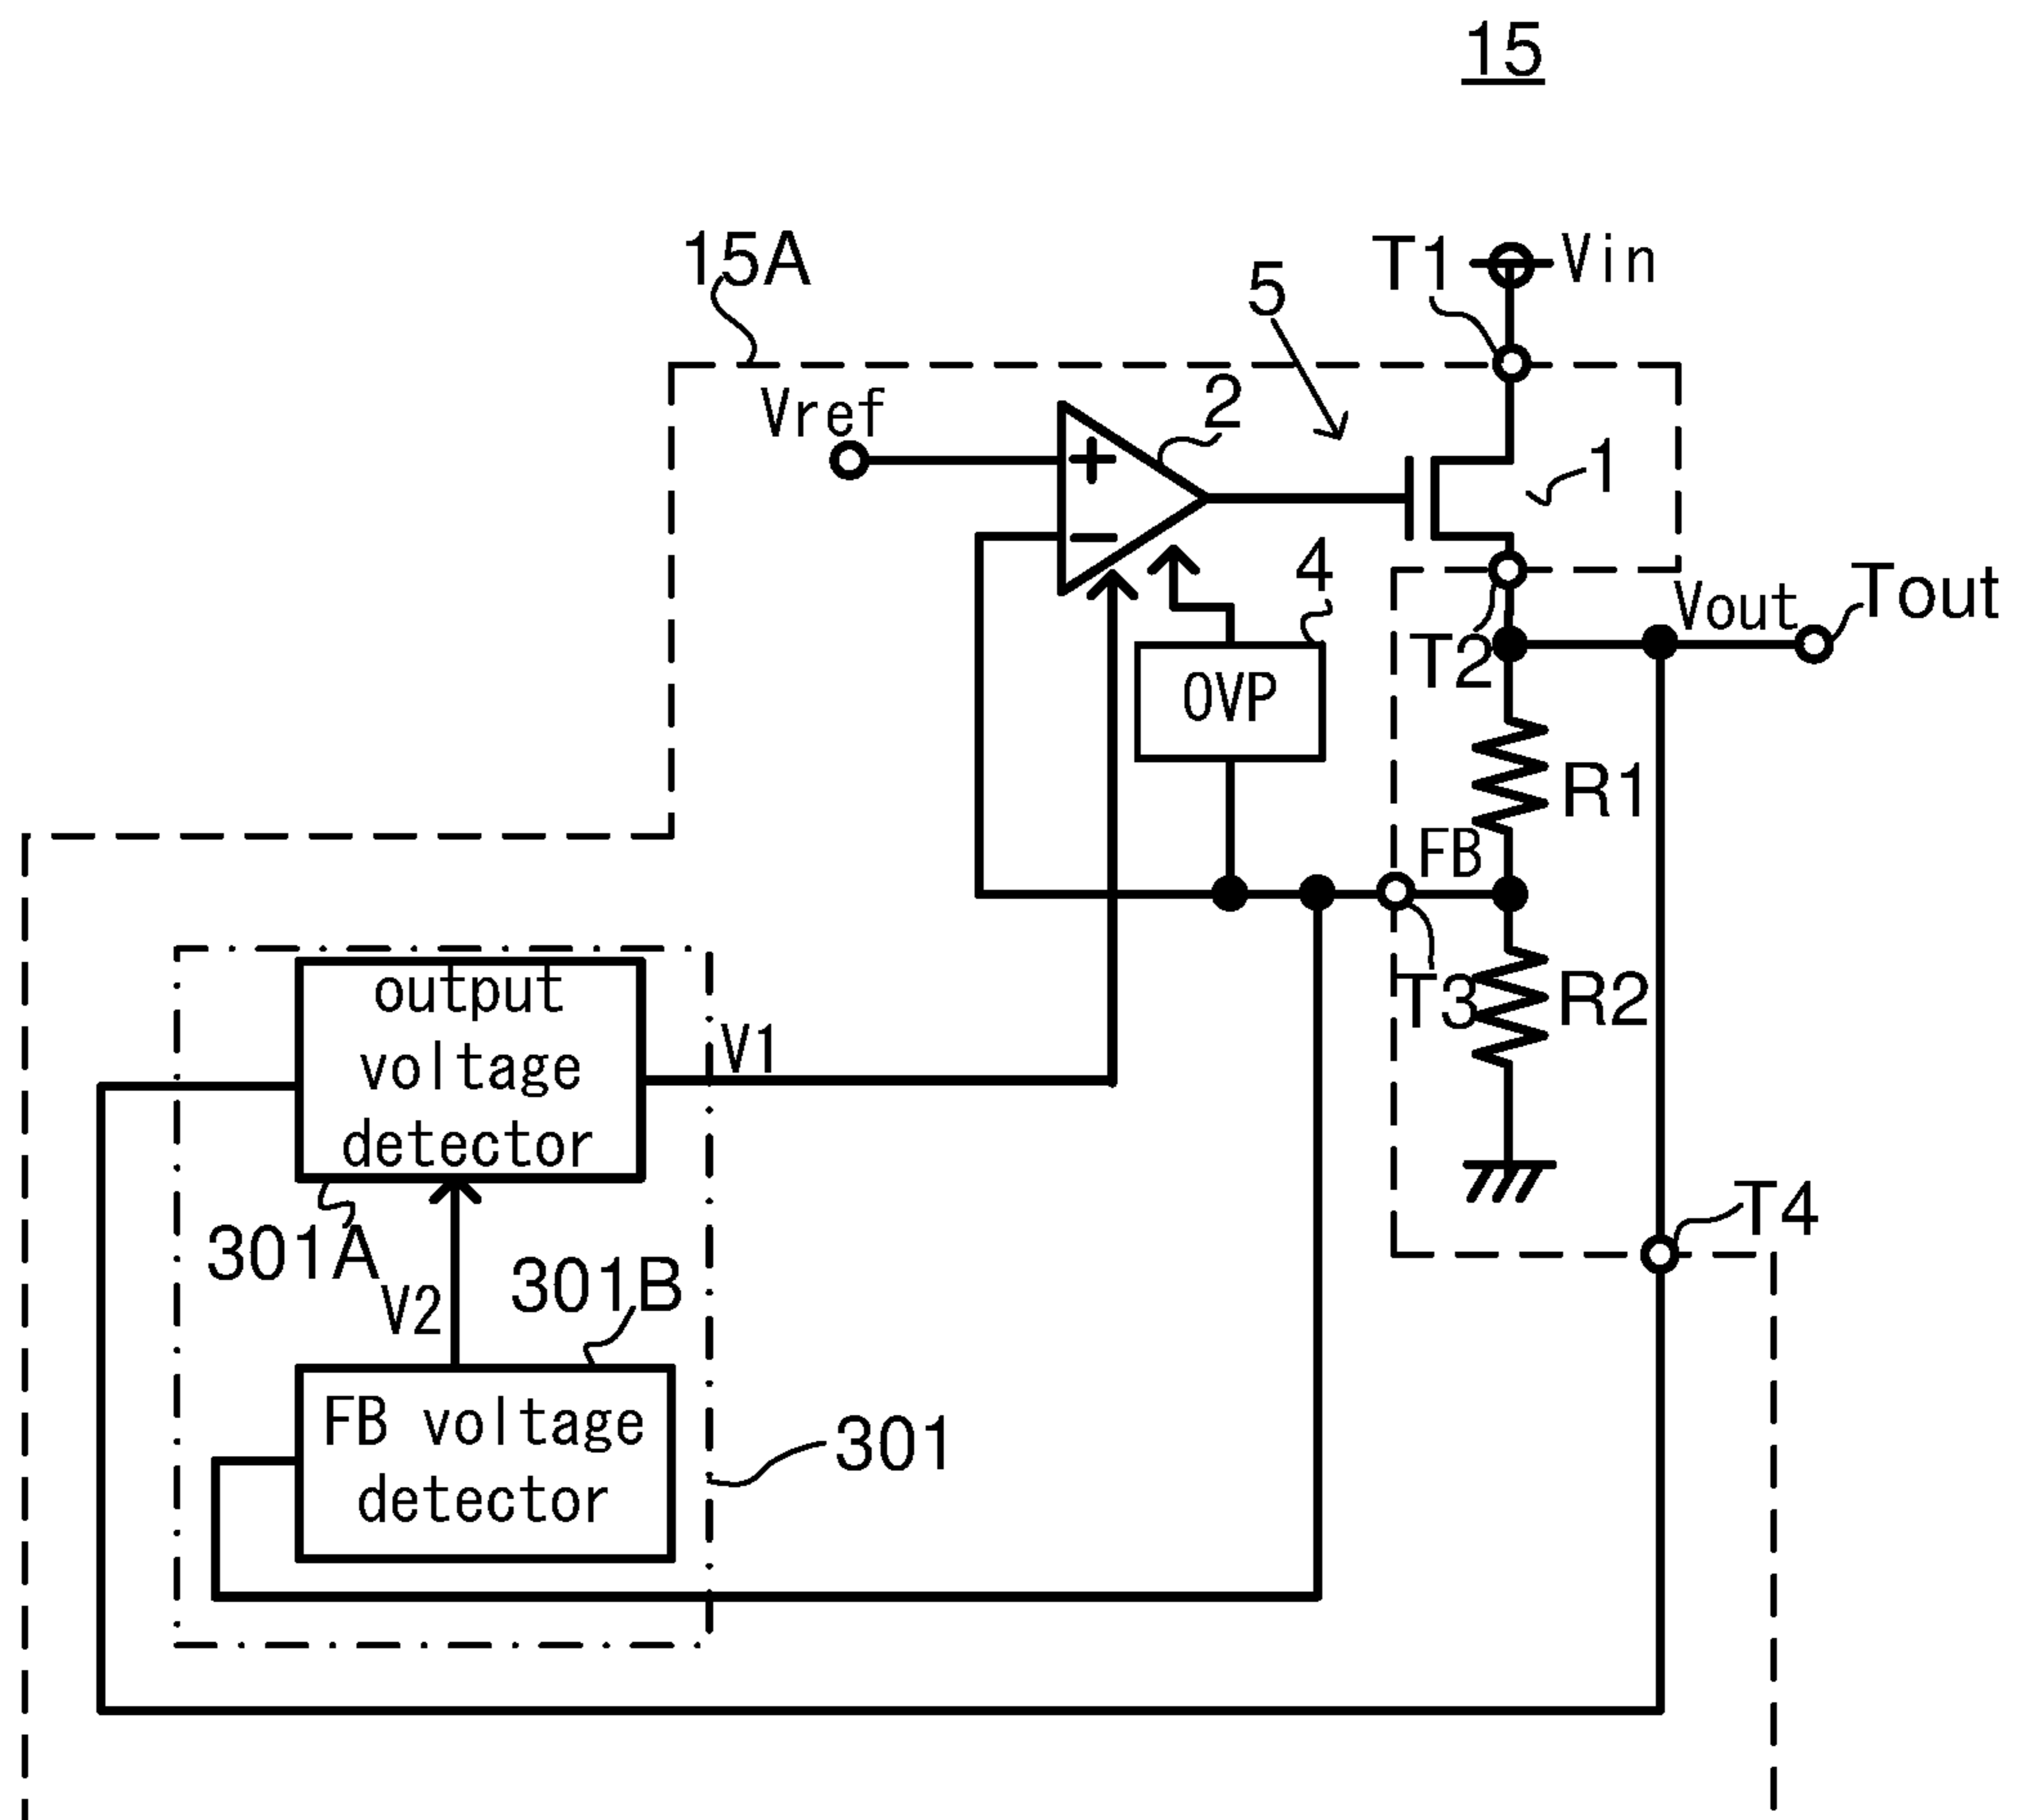 15
15A
T1
Vin
5
Vref
2
+
1
−
4
Vout
Tout
T2
OVP
R1
FB
output
voltage
detector
V1
T3
R2
301A
T4
V2
301B
FB voltage
detector
301